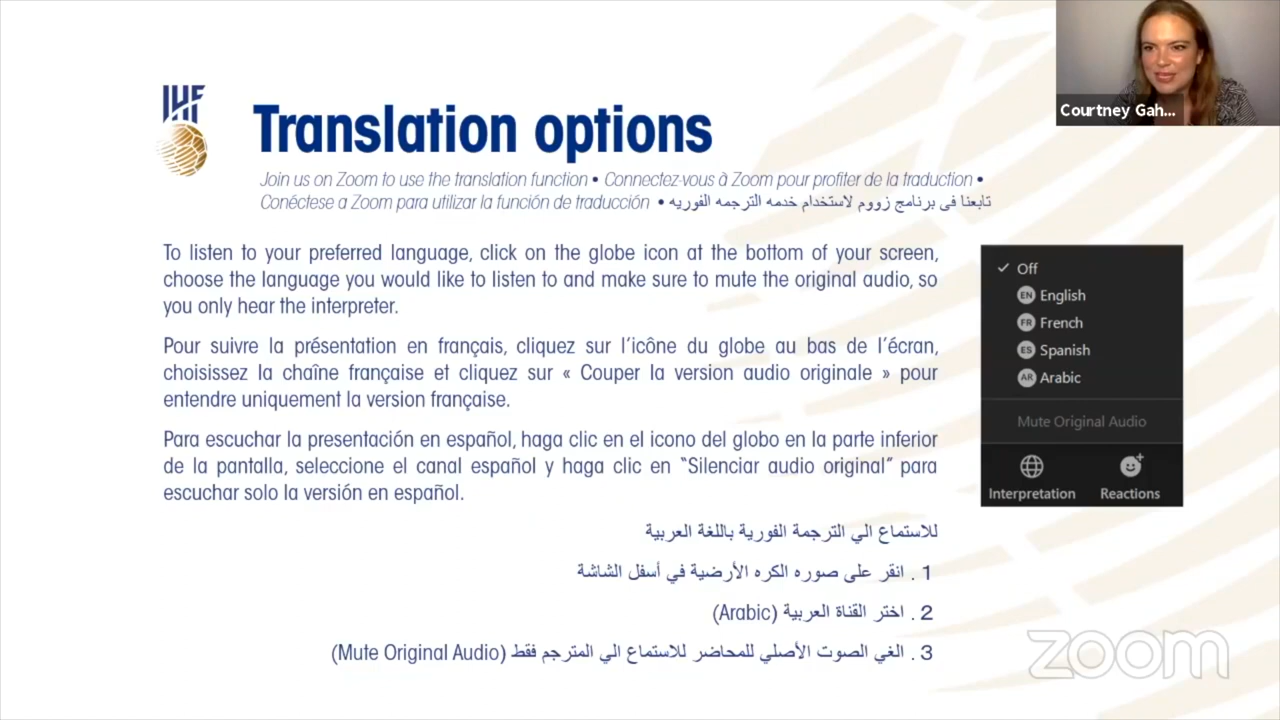 IHF
Translation options
Join us on Zoom to use the translation function • Connectez-vous à Zoom pour profiter de la traduction •
Conéctese a Zoom para utilizar la función de traducción • تابعنا فى برنامج زووم لاستخدام خدمه الترجمه الفوريه
To listen to your preferred language, click on the globe icon at the bottom of your screen,
choose the language you would like to listen to and make sure to mute the original audio, so
you only hear the interpreter.
Pour suivre la présentation en français, cliquez sur l’icône du globe au bas de l’écran,
choisissez la chaîne française et cliquez sur « Couper la version audio originale » pour
entendre uniquement la version française.
Para escuchar la presentación en español, haga clic en el icono del globo en la parte inferior
de la pantalla, seleccione el canal español y haga clic en “Silenciar audio original” para
escuchar solo la versión en español.
للاستماع الي الترجمة الفورية باللغة العربية
1 . انقر على صوره الكره الأرضية في أسفل الشاشة
2 . اختر القناة العربية (Arabic)
3 . الغي الصوت الأصلي للمحاضر للاستماع الي المترجم فقط (Mute Original Audio)
Off
EN English
FR French
ES Spanish
AR Arabic
Mute Original Audio
Interpretation Reactions
Courtney Gah...
zoom